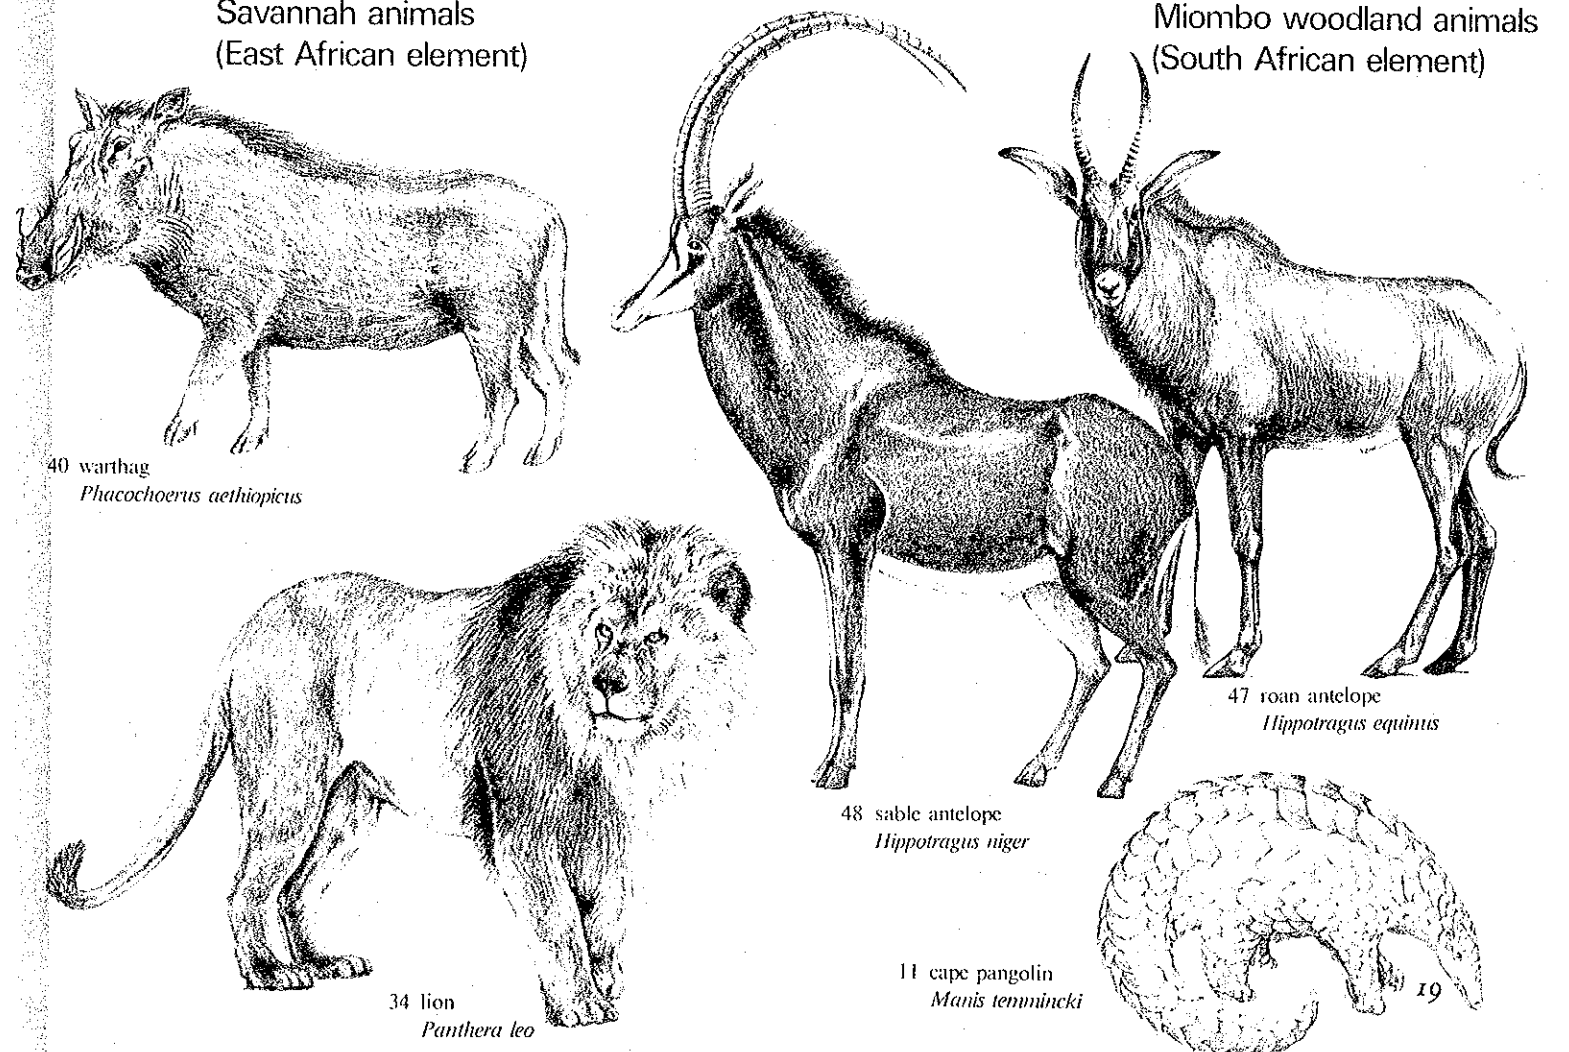 Savannah animals
(East African element)
Miombo woodland animals
(South African element)
40 warthag
Phacochoerus aethiopicus
47 roan antelope
Hippotragus equinus
48 sable antelope
Hippotragus niger
11 cape pangolin
Manis temmincki
19
34 lion
Panthera leo